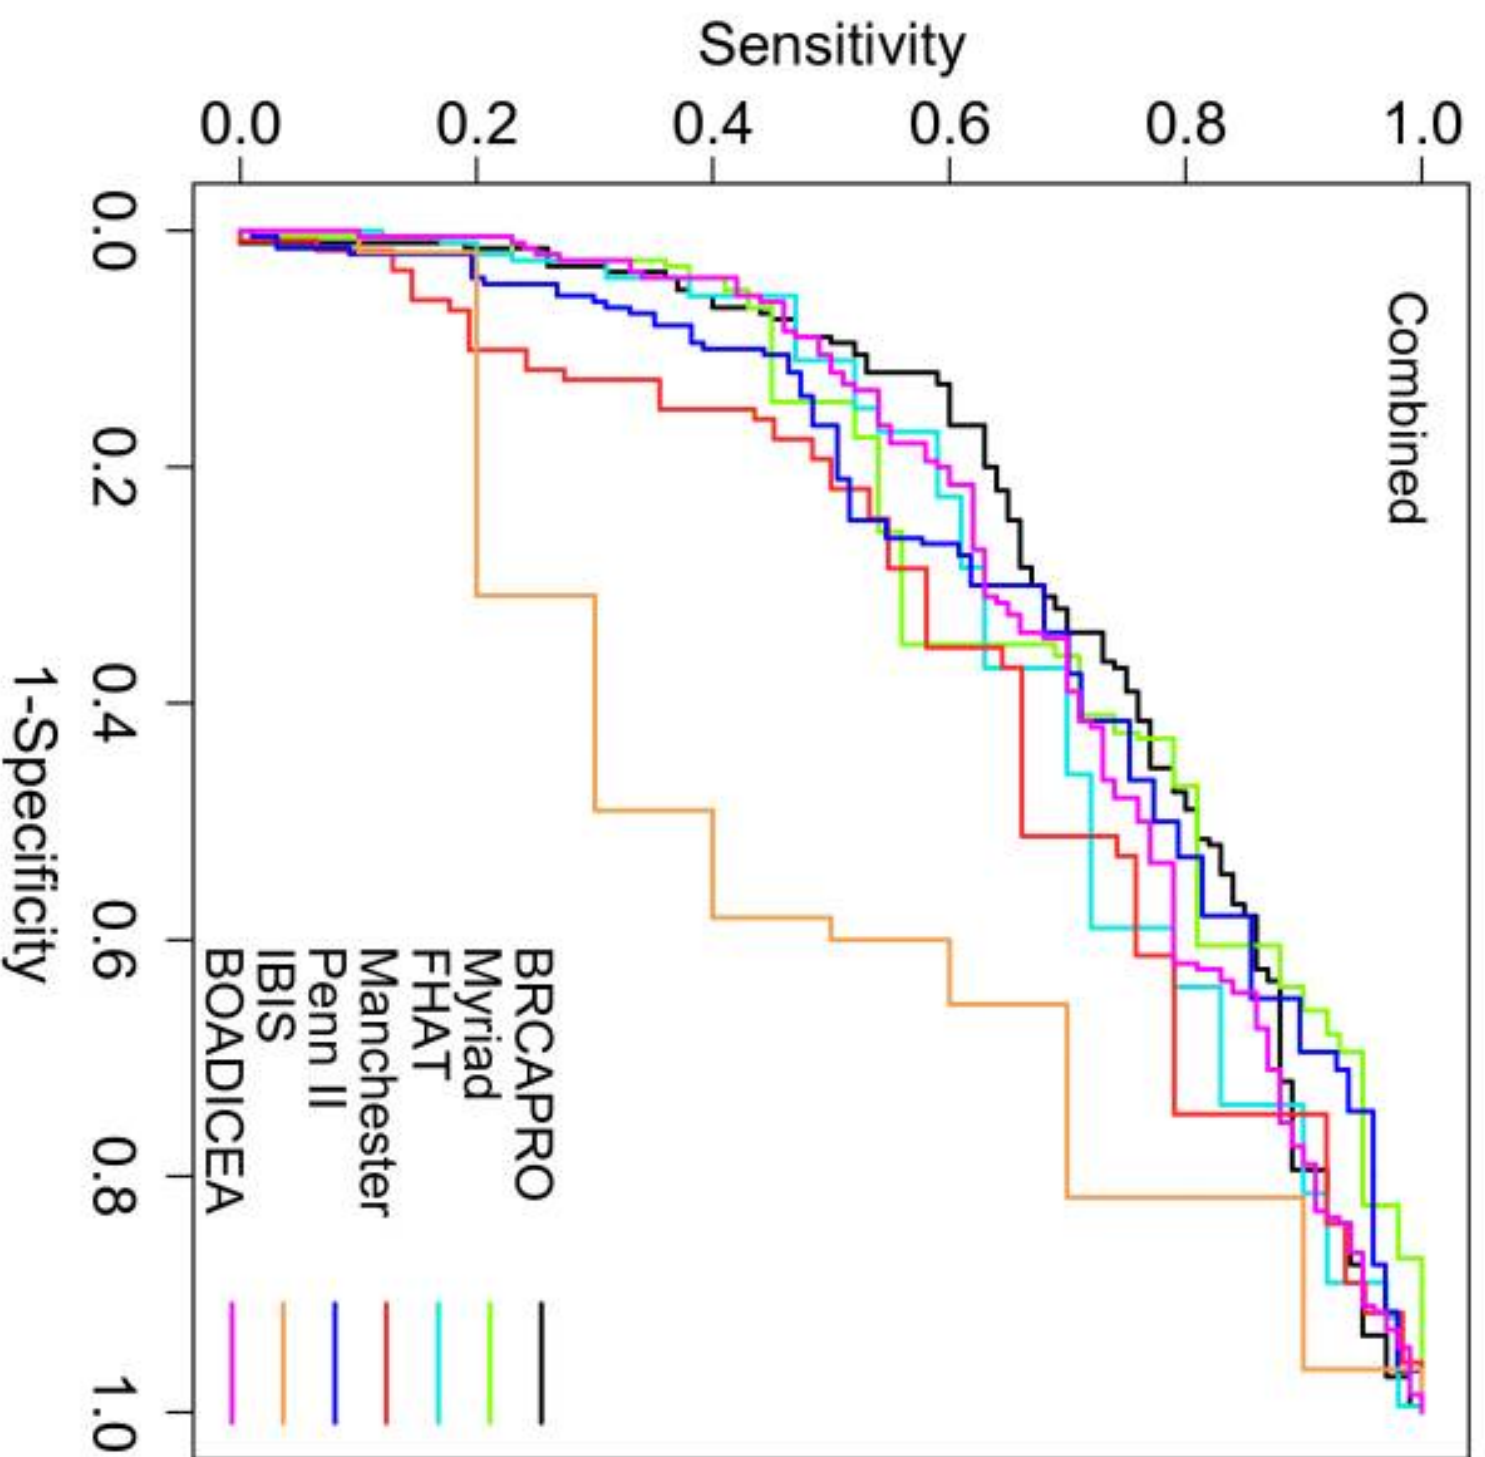 Combined
Sensitivity
0.0 0.2 0.4 0.6 0.8 1.0
0.0 0.2 0.4 0.6 0.8 1.0
1-Specificity
BRCAPRO
Myriad
FHAT
Manchester
Penn II
IBIS
BOADICEA